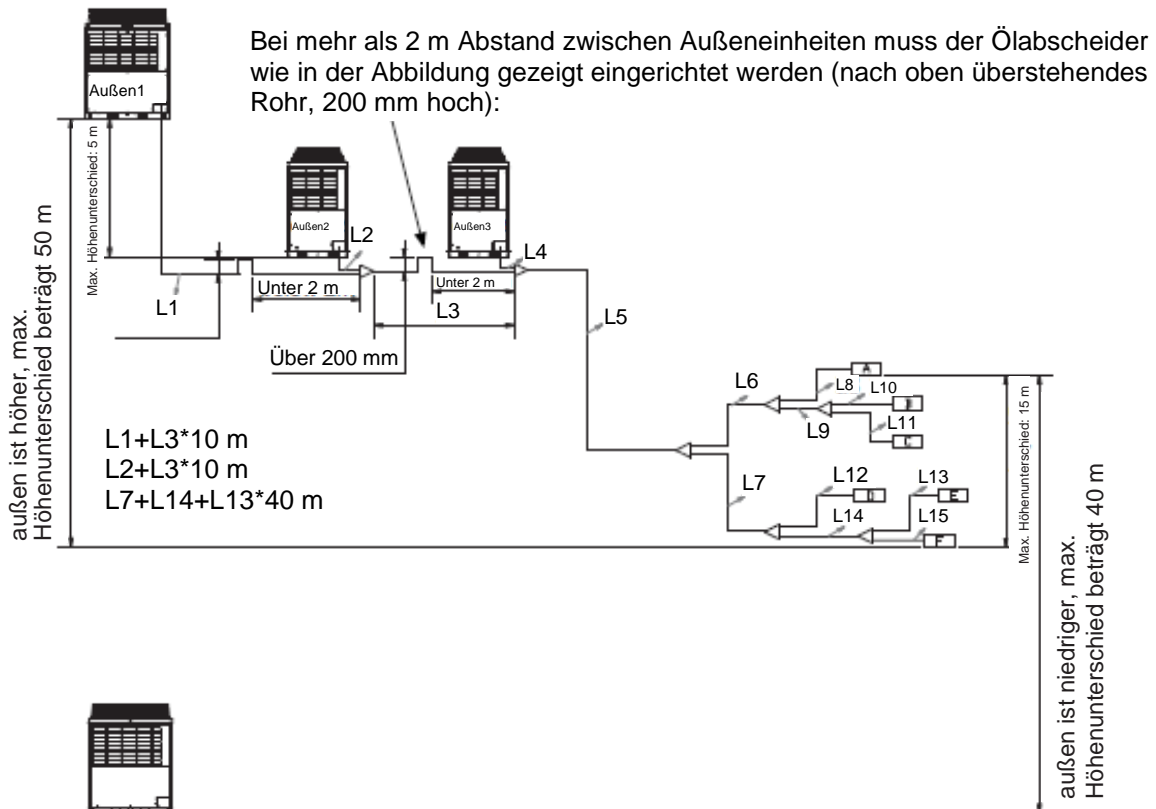 Bei mehr als 2 m Abstand zwischen Außeneinheiten muss der Ölabscheider
wie in der Abbildung gezeigt eingerichtet werden (nach oben überstehendes
Rohr, 200 mm hoch):
Außen1
Max. Höhenunterschied: 5 m
außen ist höher, max.
Höhenunterschied beträgt 50 m
Außen2
Außen3
L2
L4
L1
Unter 2 m
Unter 2 m
L3
L5
Über 200 mm
A
L6
L8
L10
B
L9
L11
C
L1+L3*10 m
L2+L3*10 m
L7+L14+L13*40 m
L7
L12
L13
D
E
L14
L15
F
Max. Höhenunterschied: 15 m
außen ist niedriger, max.
Höhenunterschied beträgt 40 m